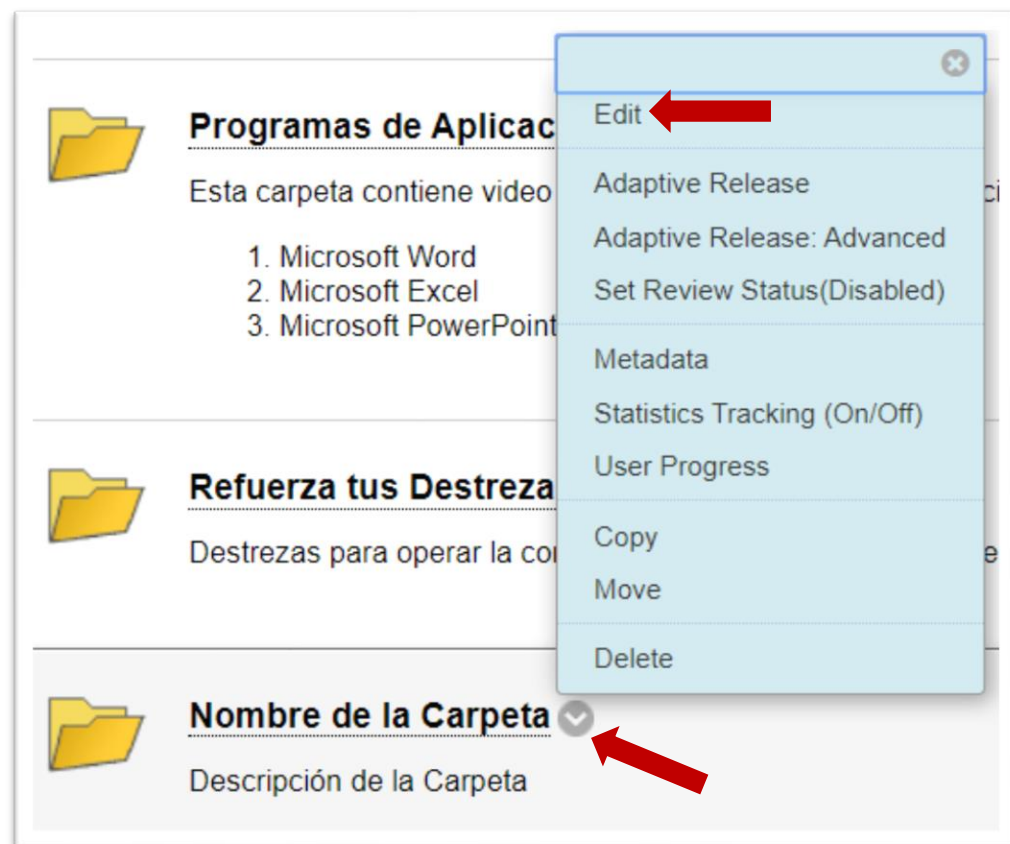 Programas de Aplicac
Esta carpeta contiene video
ci
1. Microsoft Word
2. Microsoft Excel
3. Microsoft PowerPoint
Refuerza tus Destreza
Destrezas para operar la co
e
Nombre de la Carpeta
Descripción de la Carpeta
Edit
Adaptive Release
Adaptive Release: Advanced
Set Review Status(Disabled)
Metadata
Statistics Tracking (On/Off)
User Progress
Copy
Move
Delete